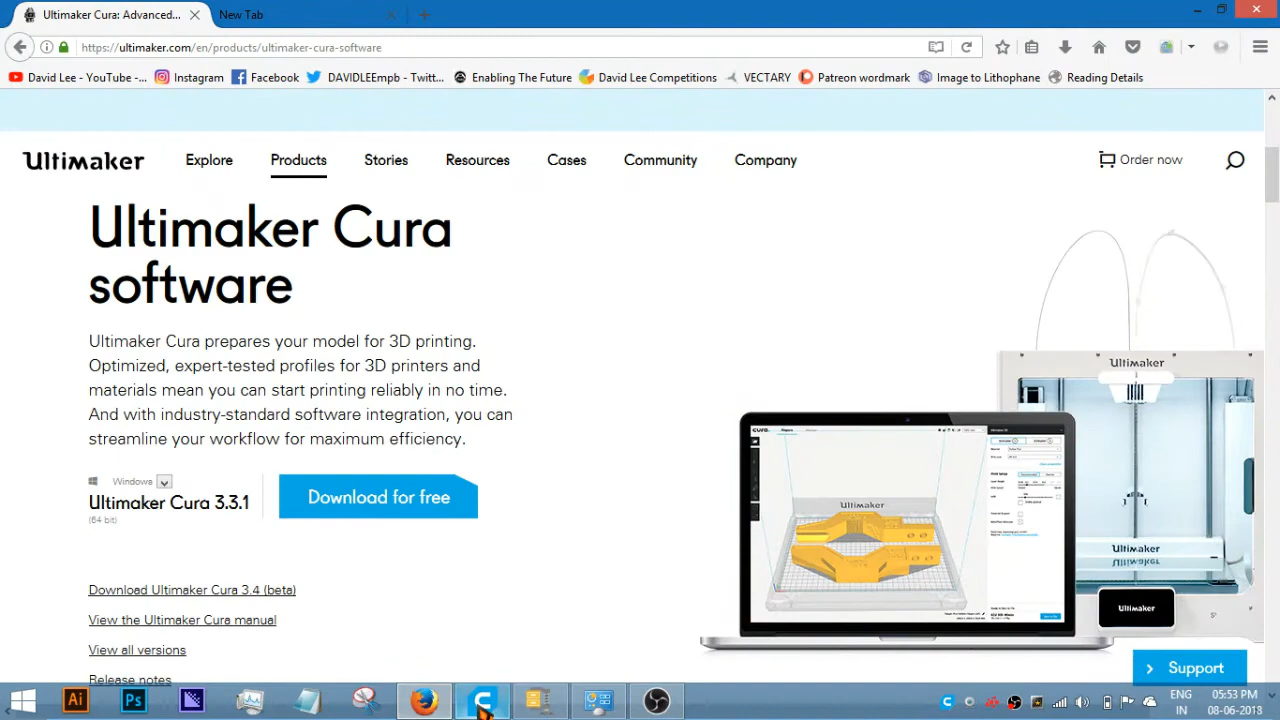 Ultimaker Cura: Advanced...
New Tab
https://ultimaker.com/en/products/ultimaker-cura-software
David Lee - YouTube -...
Instagram
Facebook
DAVIDLEEmpb - Twitt...
Enabling The Future
David Lee Competition...
VECTARY
Patreon wordmark
Image to Lithophane
Reading Details
Ultimaker
Explore
Products
Stories
Resources
Cases
Community
Company
Order now
Ultimaker Cura
software
Ultimaker Cura prepares your model for 3D printing.
Optimized, expert-tested profiles for 3D printers and
materials mean you can start printing reliably in no time.
And with industry-standard software integration, you can
streamline your workflow for maximum efficiency.
Windows
Ultimaker Cura 3.3.1
(64 bit)
Download for free
Download Ultimaker Cura 3.4 (beta)
View the Ultimaker Cura manual
View all versions
Release notes
Ultimaker
cura.
Ultimaker
Ultimaker
Ultimaker
Ultimaker
Support
Ai
Ps
ENG
IN
05:53 PM
08-06-2018